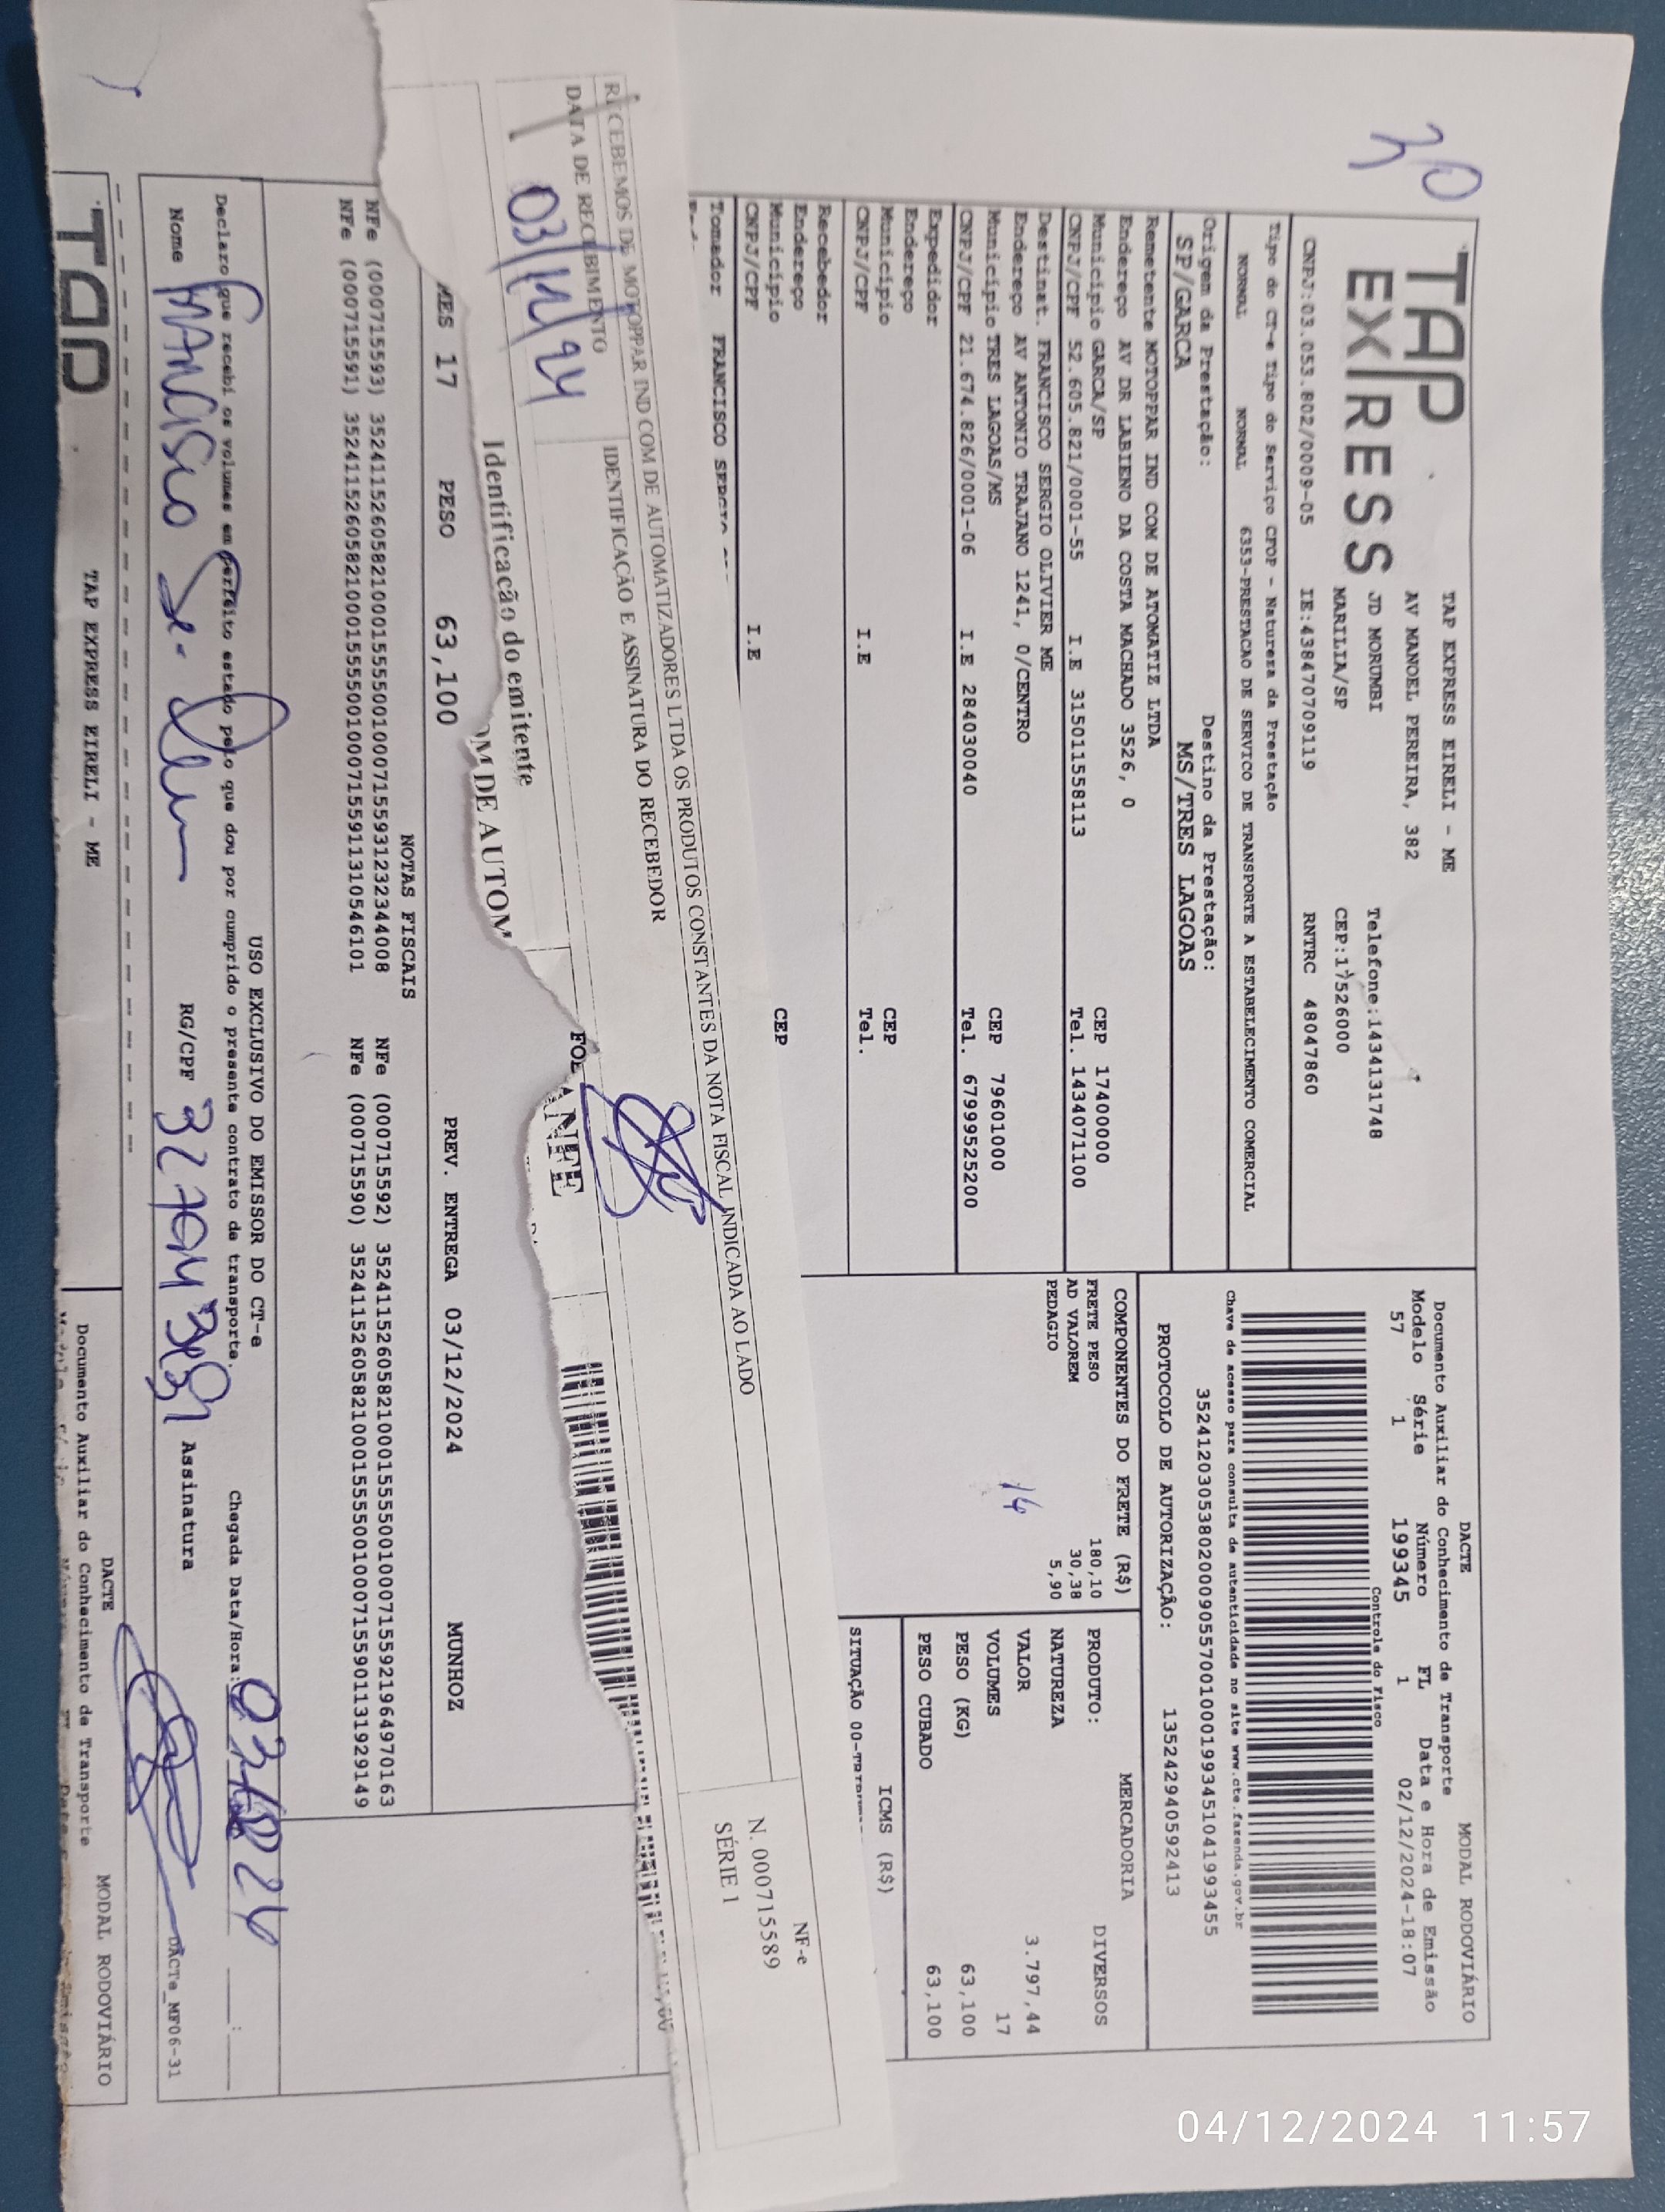 30
TAP EXPRESS
TAP EXPRESS EIRELI - ME
AV MANOEL PEREIRA, 382
JD MORUMBI Telefone:1434131748
MARILIA/SP CEP:17526000
CNPJ:03.053.802/0009-05 IE:438470709119 RNTRC 48047860
Tipo do CT-e Tipo do Serviço CFOP - Natureza da Prestação
NORMAL NORMAL 6353-PRESTACAO DE SERVICO DE TRANSPORTE A ESTABELECIMENTO COMERCIAL
Origem da Prestação: Destino da Prestação:
SP/GARCA MS/TRES LAGOAS
DACTE MODAL RODOVIÁRIO
Documento Auxiliar do Conhecimento de Transporte
Modelo Série Número FL Data e Hora de Emissão
57 1 199345 1 02/12/2024-18:07
Controle do Fisco
Chave de acesso para consulta de autenticidade no site www.cte.fazenda.gov.br
35241203053802000905570010001993451041993455
PROTOCOLO DE AUTORIZAÇÃO: 135242940592413
Remetente MOTOPPAR IND COM DE ATOMATIZ LTDA
Endereço AV DR LABIENO DA COSTA MACHADO 3526, 0
Município GARCA/SP CEP 17400000
CNPJ/CPF 52.605.821/0001-55 I.E 315011558113 Tel. 1434071100
Destinat. FRANCISCO SERGIO OLIVIER ME
Endereço AV ANTONIO TRAJANO 1241, 0/CENTRO
Município TRES LAGOAS/MS CEP 79601000
CNPJ/CPF 21.674.826/0001-06 I.E 284030040 Tel. 67999525200
Expedidor
Endereço
Município CEP
CNPJ/CPF I.E Tel.
Recebedor
Endereço
Município CEP
CNPJ/CPF I.E
Tomador FRANCISCO SERGIO
COMPONENTES DO FRETE (R$)
FRETE PESO 180,10
AD VALOREM 30,38
PEDAGIO 5,90
14
MERCADORIA
PRODUTO: DIVERSOS
NATUREZA
VALOR 3.797,44
VOLUMES 17
PESO (KG) 63,100
PESO CUBADO 63,100
ICMS (R$)
SITUAÇÃO 00-
RECEBEMOS DE MOTOPPAR IND COM DE AUTOMATIZADORES LTDA OS PRODUTOS CONSTANTES DA NOTA FISCAL INDICADA AO LADO
DATA DE RECEBIMENTO IDENTIFICAÇÃO E ASSINATURA DO RECEBEDOR
03/12/24
NF-e
N. 000715589
SÉRIE 1
Identificação do emitente
OM DE AUTOM
ANFE
MES 17 PESO 63,100 PREV. ENTREGA 03/12/2024 MUNHOZ
NOTAS FISCAIS
NFe (000715593) 35241152605821000155550010007155931232344008 NFe (000715592) 35241152605821000155550010007155921964970163
NFe (000715591) 35241152605821000155550010007155911310546101 NFe (000715590) 35241152605821000155550010007155901131929149
USO EXCLUSIVO DO EMISSOR DO CT-e
Declaro que recebi os volumes em perfeito estado pelo que dou por cumprido o presente contrato de transporte. Chegada Data/Hora: 03/12/24
Nome RG/CPF Assinatura
DACTe_MF06-31
TAP
TAP EXPRESS EIRELI - ME
DACTE MODAL RODOVIÁRIO
Documento Auxiliar do Conhecimento de Transporte
04/12/2024 11:57